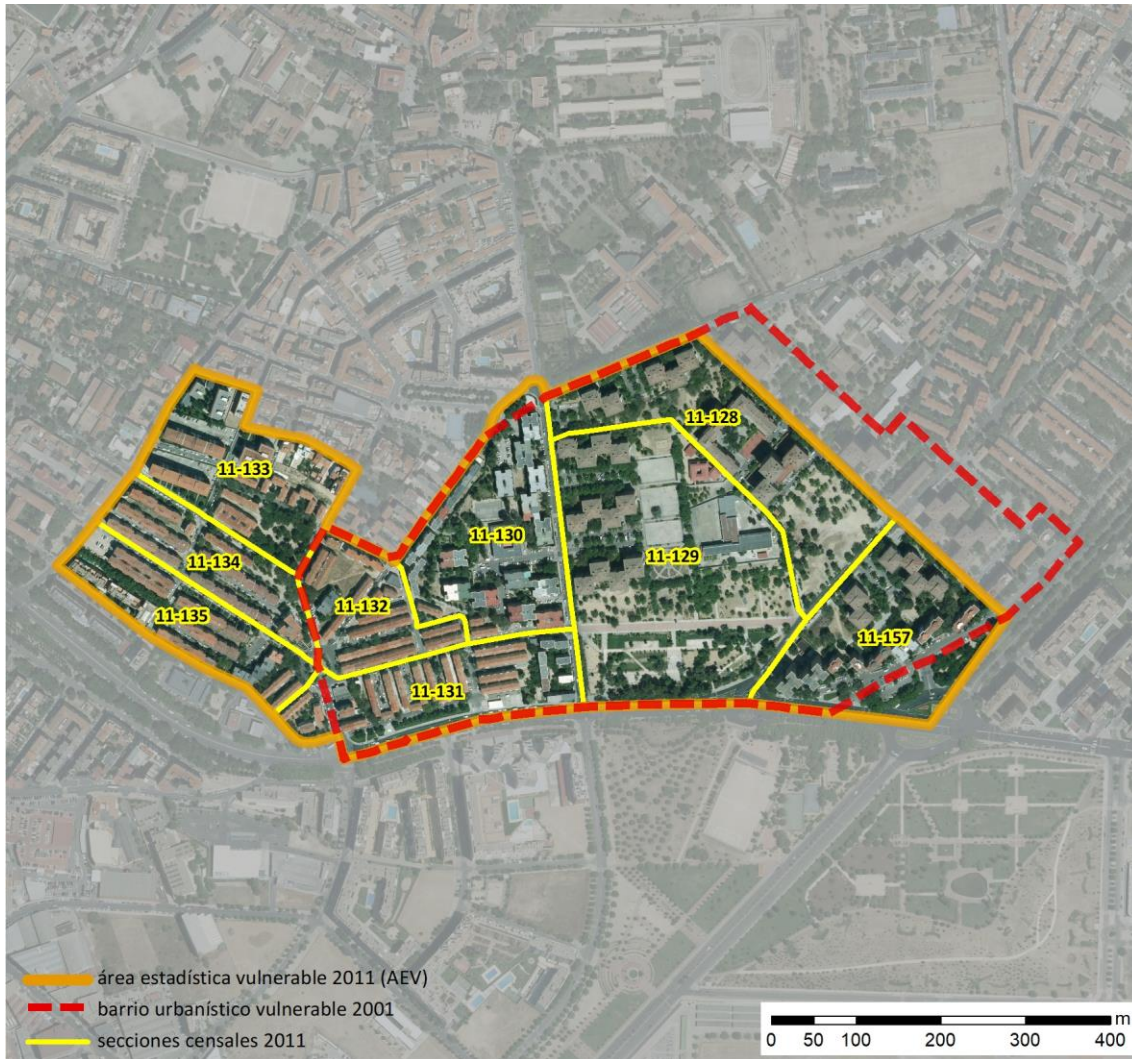 11-128
11-133
11-130
11-129
11-134
11-132
11-135
11-157
11-131
área estadística vulnerable 2011 (AEV)
barrio urbanístico vulnerable 2001
secciones censales 2011
m
0 50 100 200 300 400